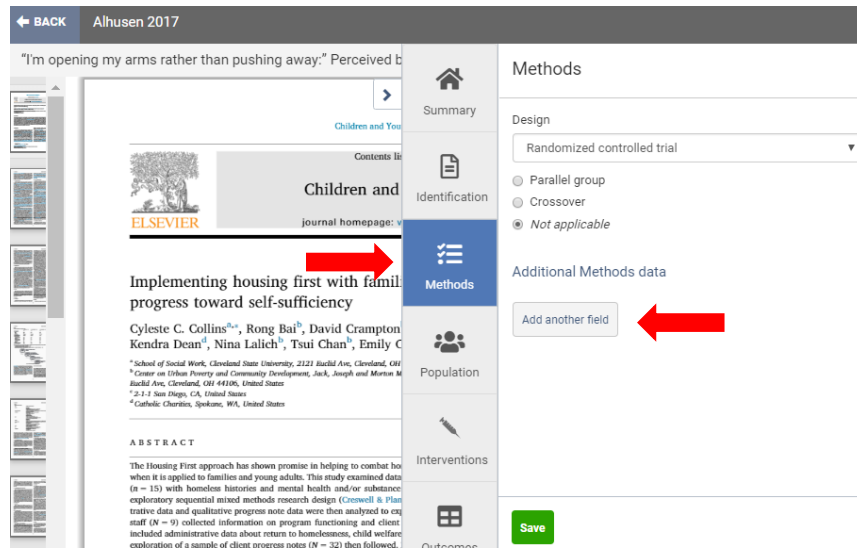 BACK
Alhusen 2017
"I'm opening my arms rather than pushing away:" Perceived b
Children and You
Contents lis
Children and
ELSEVIER
journal homepage: w
Implementing housing first with famili
progress toward self-sufficiency
Cyleste C. Collins a,*, Rong Bai b, David Crampton
Kendra Dean d, Nina Lalich b, Tsui Chan b, Emily C
a School of Social Work, Cleveland State University, 2121 Euclid Ave, Cleveland, OH
b Center on Urban Poverty and Community Development, Jack, Joseph and Morton M
Euclid Ave, Cleveland, OH 44106, United States
c 2-1-1 San Diego, CA, United States
d Catholic Charities, Spokane, WA, United States
ABSTRACT
The Housing First approach has shown promise in helping to combat ho
when it is applied to families and young adults. This study examined data
(n = 15) with homeless histories and mental health and/or substance
exploratory sequential mixed methods research design (Creswell & Plan
trative data and qualitative progress note data were then analyzed to exp
staff (N = 9) collected information on program functioning and client
included administrative data about return to homelessness, child welfare
exploration of a sample of client progress notes (N = 32) then followed.
Summary
Identification
Methods
Population
Interventions
Outcomes
Methods
Design
Randomized controlled trial
Parallel group
Crossover
Not applicable
Additional Methods data
Add another field
Save